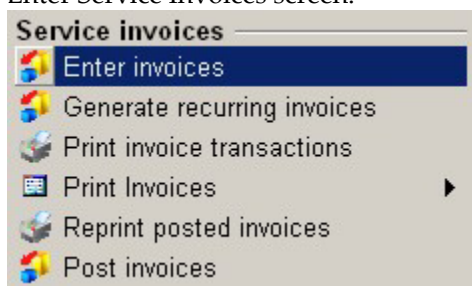 Enter Service Invoices screen.
Service invoices
Enter invoices
Generate recurring invoices
Print invoice transactions
Print Invoices
Reprint posted invoices
Post invoices